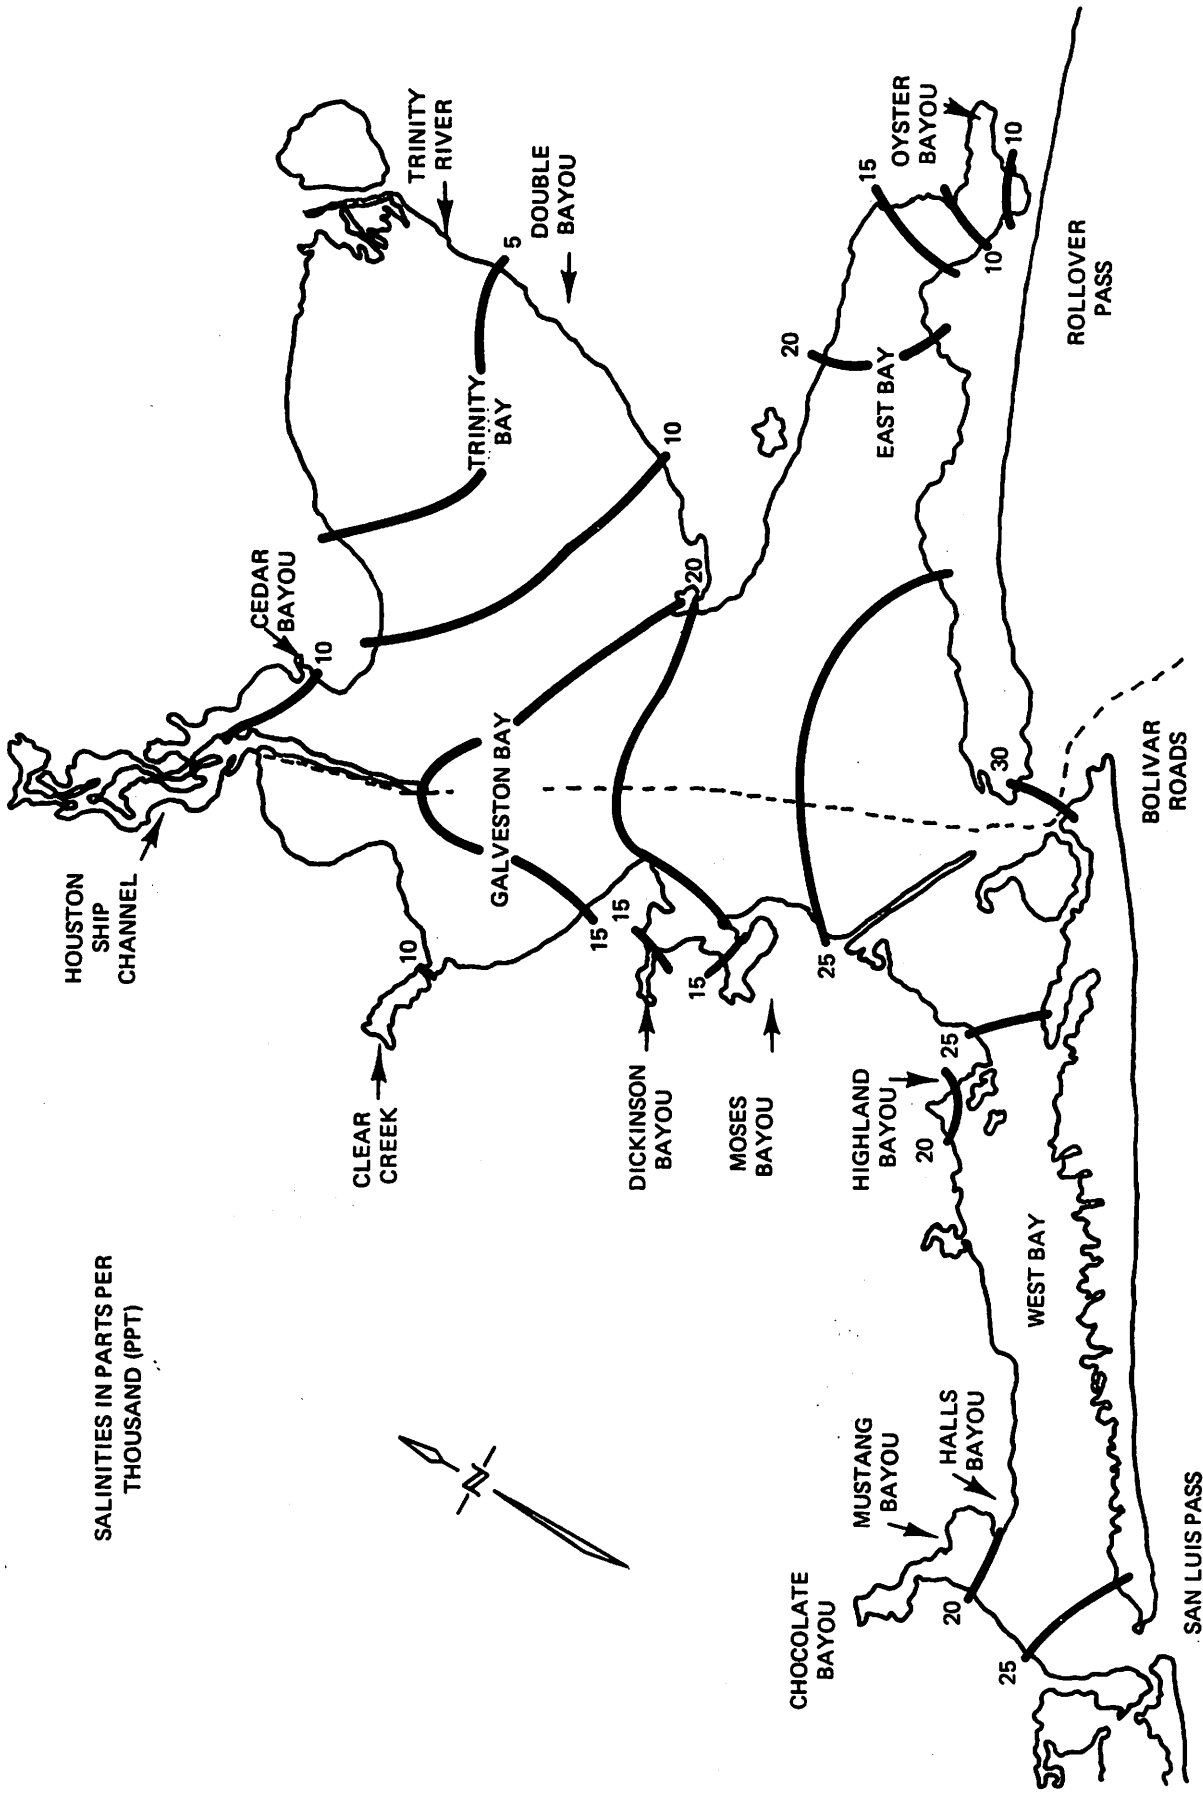 SALINITIES IN PARTS PER
THOUSAND (PPT)
HOUSTON
SHIP
CHANNEL
CEDAR
BAYOU
10
TRINITY
RIVER
5
DOUBLE
BAYOU
TRINITY
BAY
10
CLEAR
CREEK
10
GALVESTON BAY
20
15
15
DICKINSON
BAYOU
15
MOSES
BAYOU
25
20
EAST BAY
15
OYSTER
BAYOU
10
10
ROLLOVER
PASS
30
BOLIVAR
ROADS
HIGHLAND
BAYOU
25
20
WEST BAY
MUSTANG
BAYOU
HALLS
BAYOU
CHOCOLATE
BAYOU
20
25
SAN LUIS PASS
N